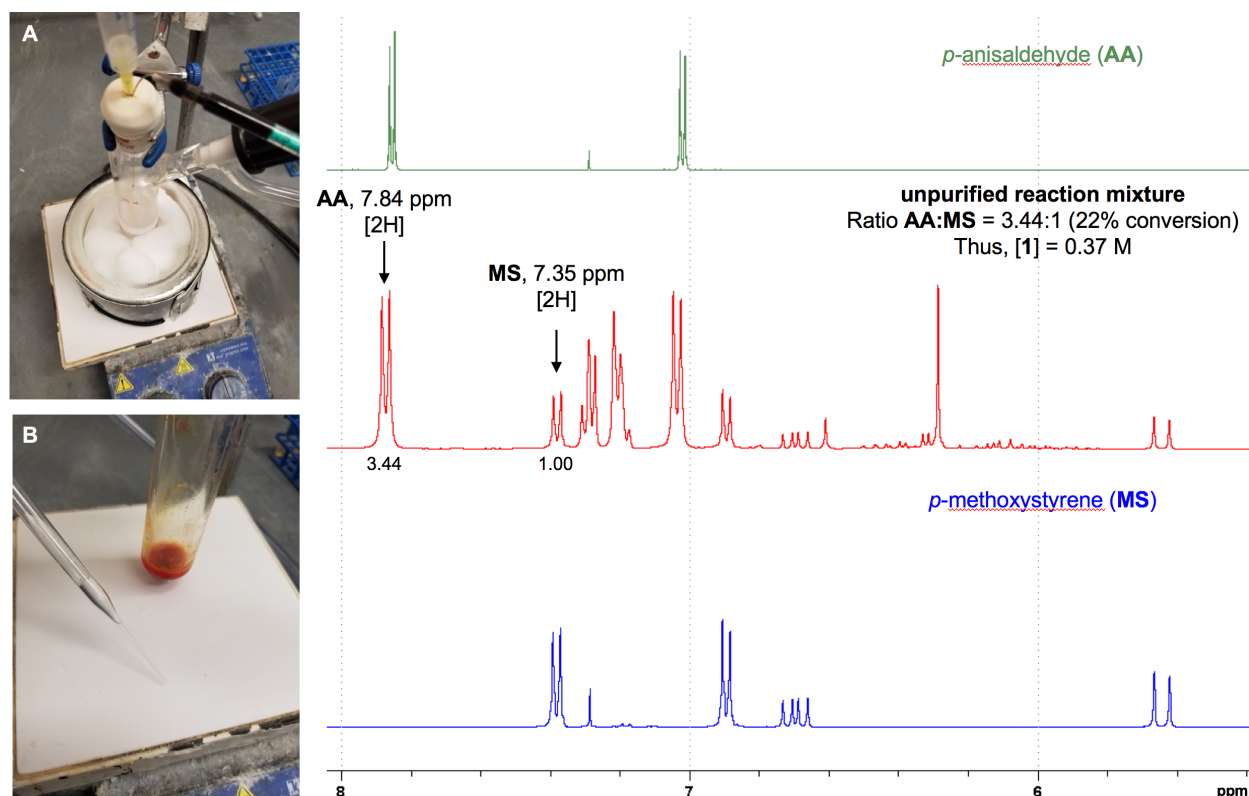 A
p-anisaldehyde (AA)
unpurified reaction mixture
Ratio AA:MS = 3.44:1 (22% conversion)
Thus, [1] = 0.37 M
AA, 7.84 ppm
[2H]
MS, 7.35 ppm
[2H]
3.44
1.00
B
p-methoxystyrene (MS)
8
7
6
ppm